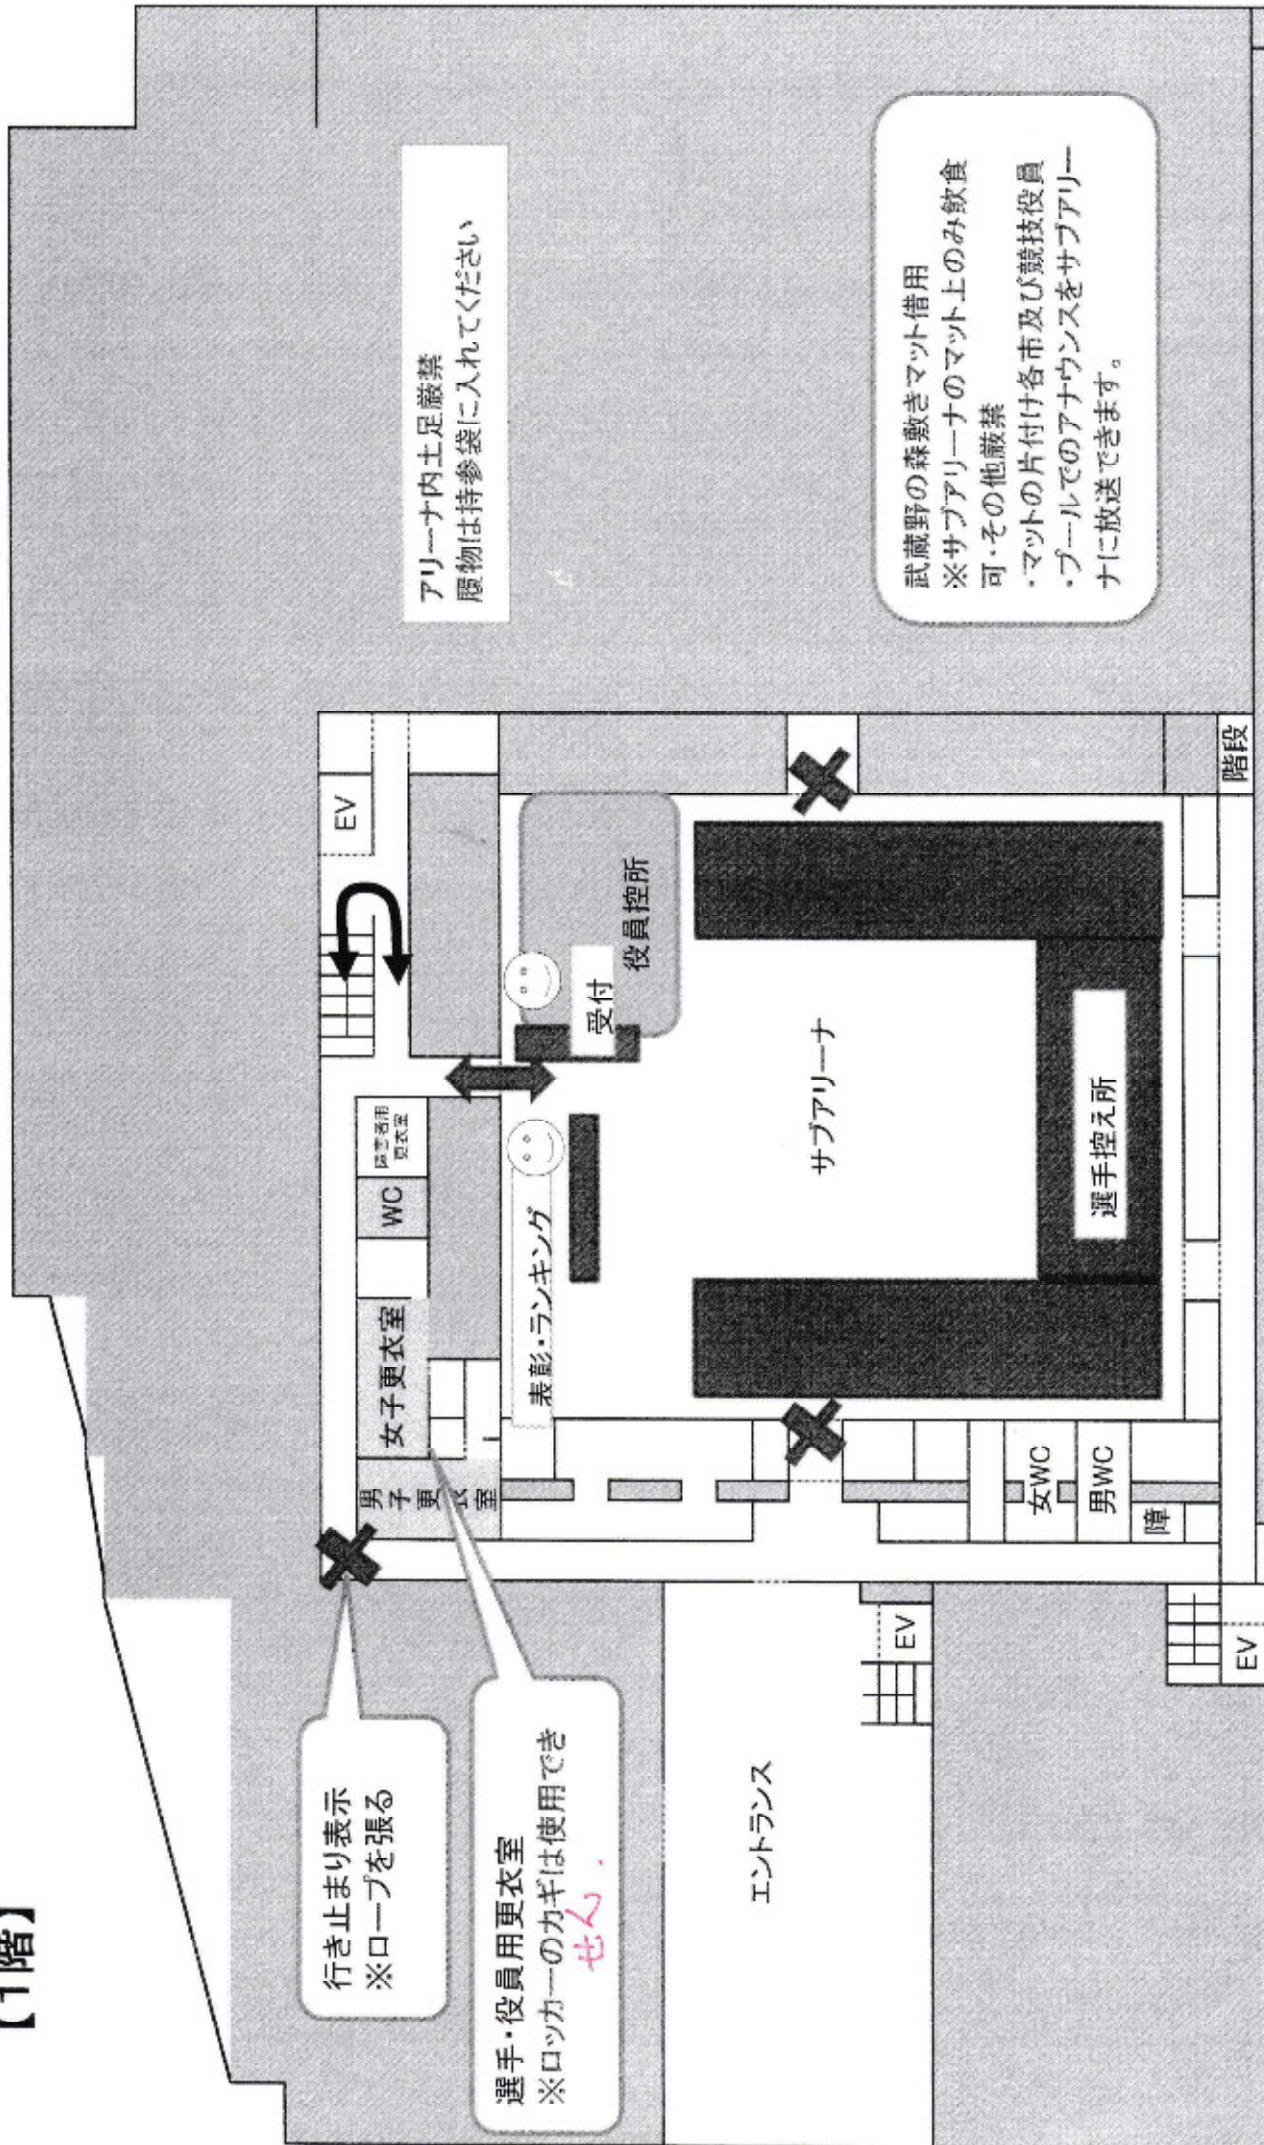 【1階】
行き止まり表示
※ロープを張る
選手・役員用更衣室
※ロッカーのカギは使用でき
せん.
エントランス
EV
EV
男子更衣室
女子更衣室
WC
障害者用
更衣室
EV
表彰・ランキング
受付
役員控所
サブアリーナ
選手控え所
女WC
男WC
障
階段
アリーナ内土足厳禁
履物は持参袋に入れてください
武蔵野の森敷きマット借用
※サブアリーナのマット上のみ飲食
可・その他厳禁
・マットの片付け各市及び競技役員
・プールでのアナウンスをサブアリー
ナに放送できます。